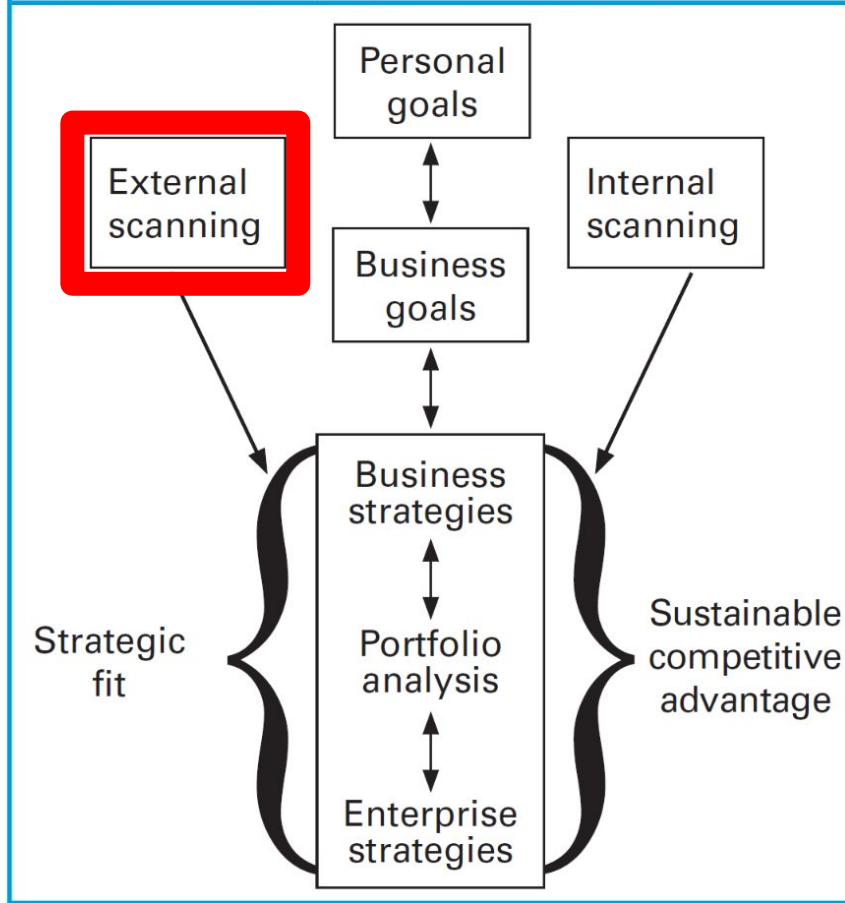 Personal
goals
External
scanning
Internal
scanning
Business
goals
Business
strategies
Strategic
fit
Portfolio
analysis
Sustainable
competitive
advantage
Enterprise
strategies